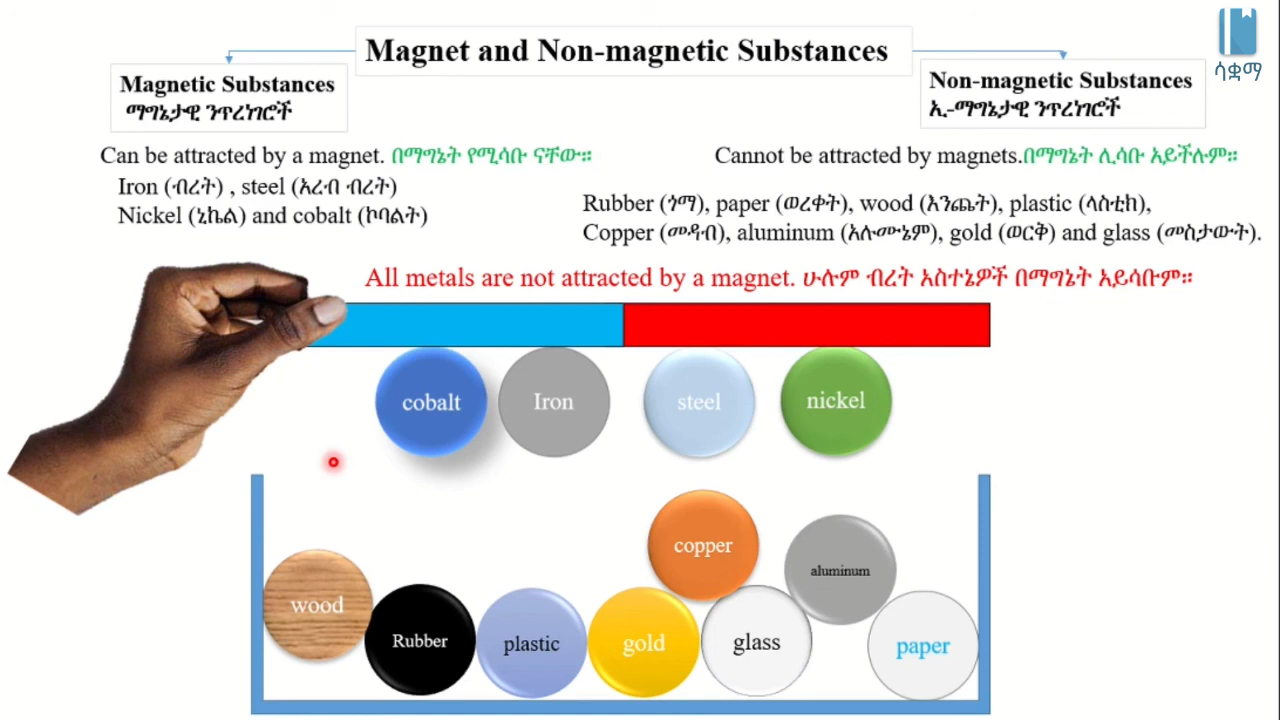 Magnet and Non-magnetic Substances
ሳቋማ
Magnetic Substances
ማግኔታዊ ንጥረነገሮች
Non-magnetic Substances
ኢ-ማግኔታዊ ንጥረነገሮች
Can be attracted by a magnet. በማግኔት የሚሳቡ ናቸው።
Iron (ብረት) , steel (አረብ ብረት)
Nickel (ኒኬል) and cobalt (ኮባልት)
Cannot be attracted by magnets.በማግኔት ሊሳቡ አይችሉም።
Rubber (ጎማ), paper (ወረቀት), wood (እንጨት), plastic (ላስቲክ),
Copper (መዳብ), aluminum (አሉሙኔም), gold (ወርቅ) and glass (መስታውት).
All metals are not attracted by a magnet. ሁሉም ብረት አስተኔዎች በማግኔት አይሳቡም።
cobalt
Iron
steel
nickel
copper
aluminum
wood
Rubber
plastic
gold
glass
paper